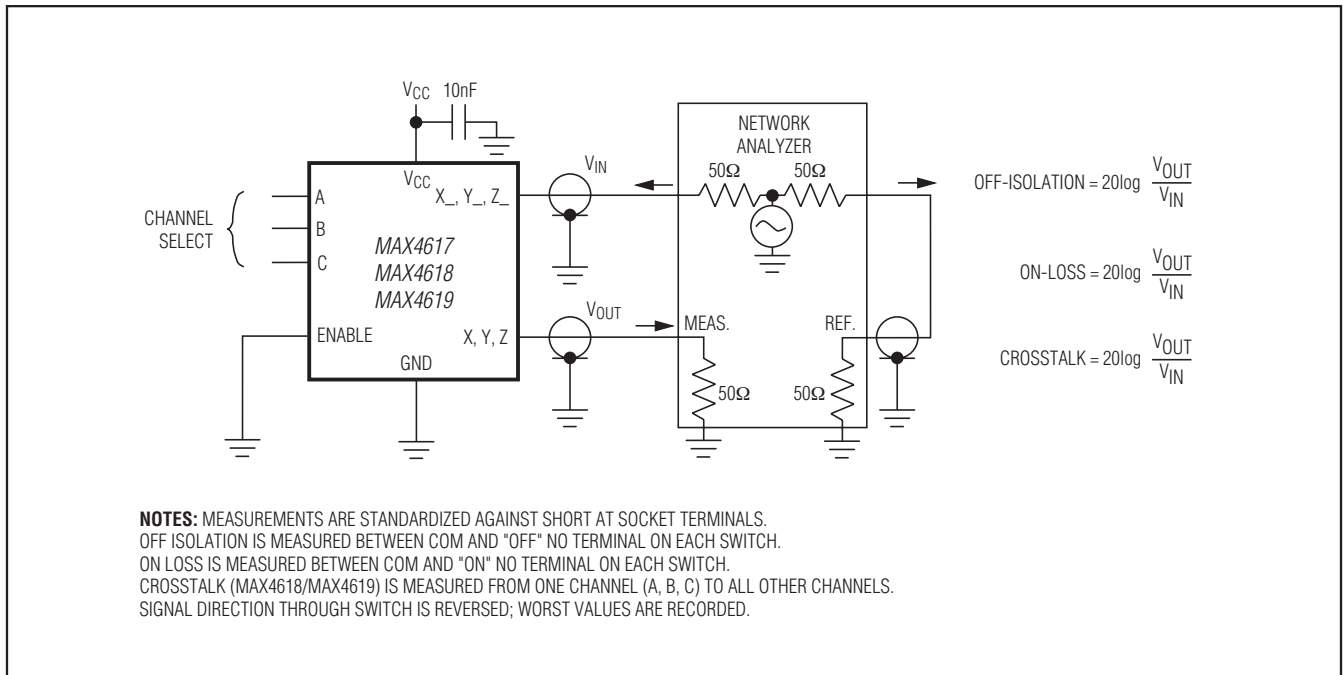 VCC 10nF
VCC
A
B
C
CHANNEL
SELECT
X_, Y_, Z_
MAX4617
MAX4618
MAX4619
ENABLE
X, Y, Z
GND
VIN
VOUT
NETWORK
ANALYZER
50Ω 50Ω
MEAS. REF.
50Ω 50Ω
OFF-ISOLATION = 20log VOUT
VIN
ON-LOSS = 20log VOUT
VIN
CROSSTALK = 20log VOUT
VIN
NOTES: MEASUREMENTS ARE STANDARDIZED AGAINST SHORT AT SOCKET TERMINALS.
OFF ISOLATION IS MEASURED BETWEEN COM AND "OFF" NO TERMINAL ON EACH SWITCH.
ON LOSS IS MEASURED BETWEEN COM AND "ON" NO TERMINAL ON EACH SWITCH.
CROSSTALK (MAX4618/MAX4619) IS MEASURED FROM ONE CHANNEL (A, B, C) TO ALL OTHER CHANNELS.
SIGNAL DIRECTION THROUGH SWITCH IS REVERSED; WORST VALUES ARE RECORDED.